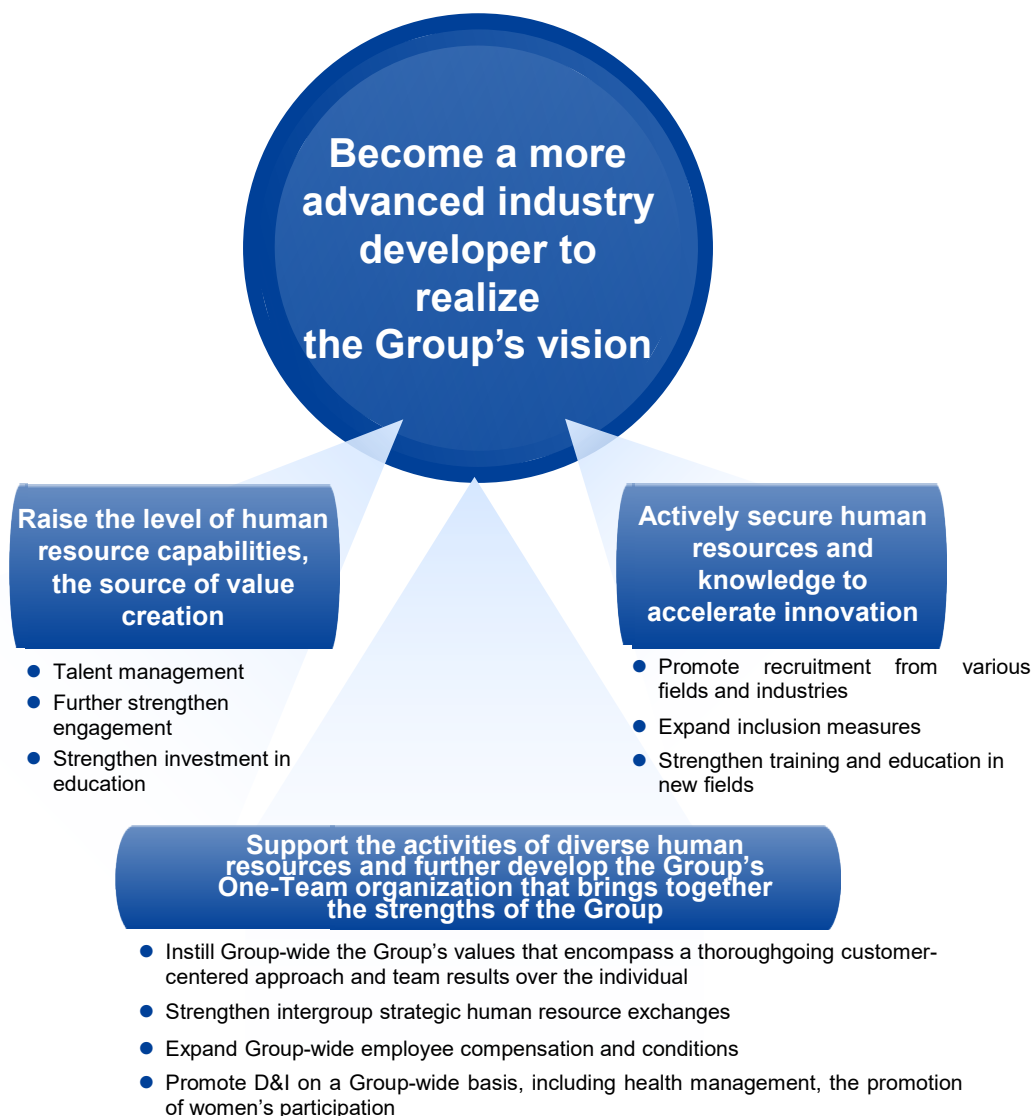 Become a more
advanced industry
developer to
realize
the Group’s vision
Raise the level of human
resource capabilities,
the source of value
creation
● Talent management
● Further strengthen
engagement
● Strengthen investment in
education
Actively secure human
resources and
knowledge to
accelerate innovation
● Promote recruitment from various
fields and industries
● Expand inclusion measures
● Strengthen training and education in
new fields
Support the activities of diverse human
resources and further develop the Group’s
One-Team organization that brings together
the strengths of the Group
● Instill Group-wide the Group’s values that encompass a thoroughgoing customer-
centered approach and team results over the individual
● Strengthen intergroup strategic human resource exchanges
● Expand Group-wide employee compensation and conditions
● Promote D&I on a Group-wide basis, including health management, the promotion
of women’s participation